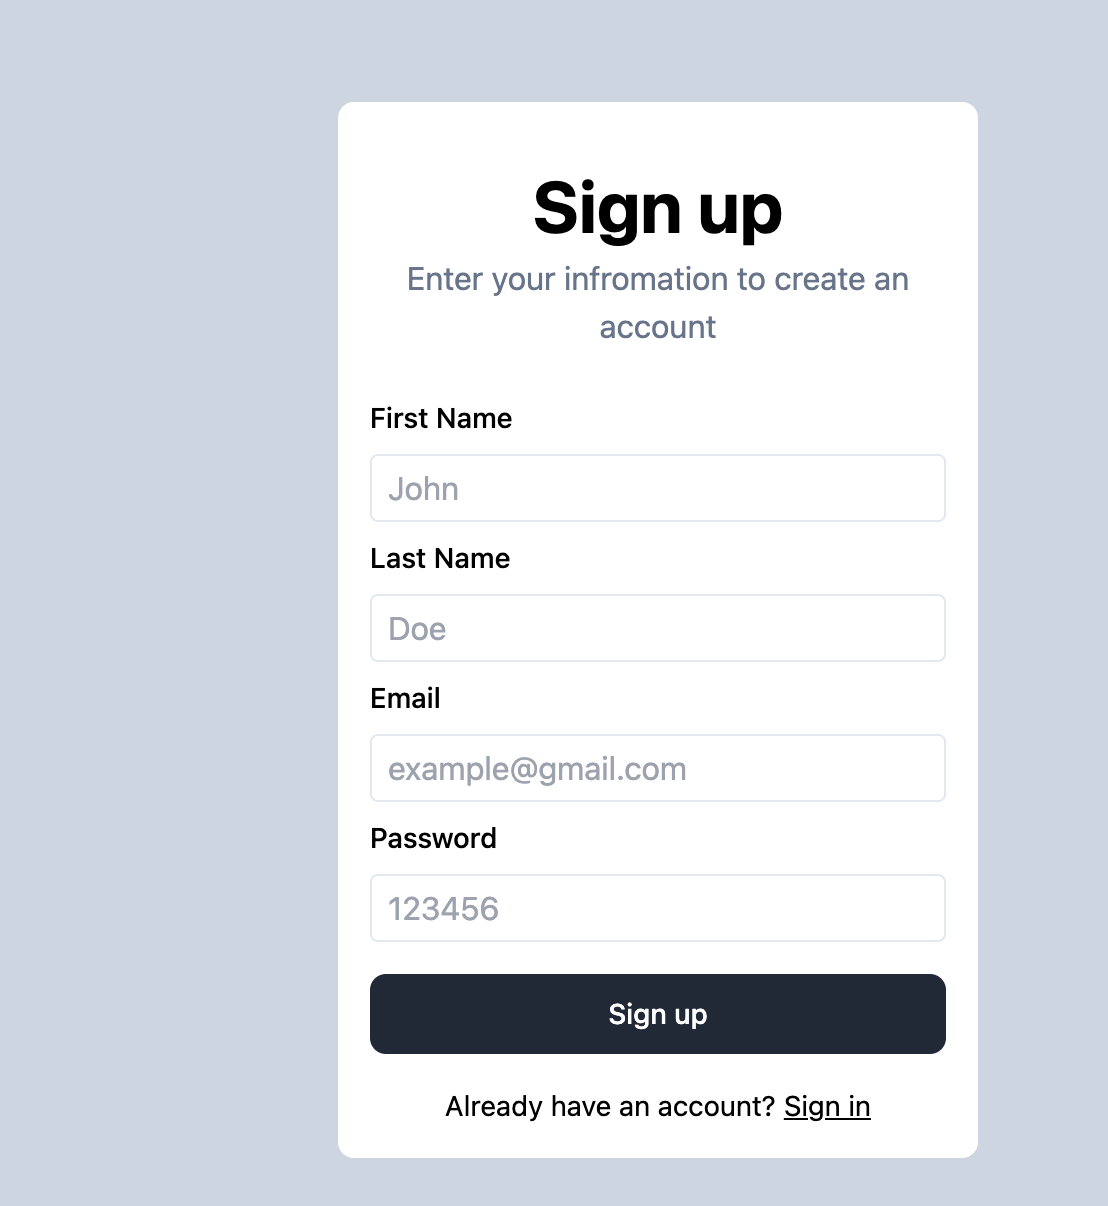 Sign up
Enter your infromation to create an
account
First Name
John
Last Name
Doe
Email
example@gmail.com
Password
123456
Sign up
Already have an account? Sign in